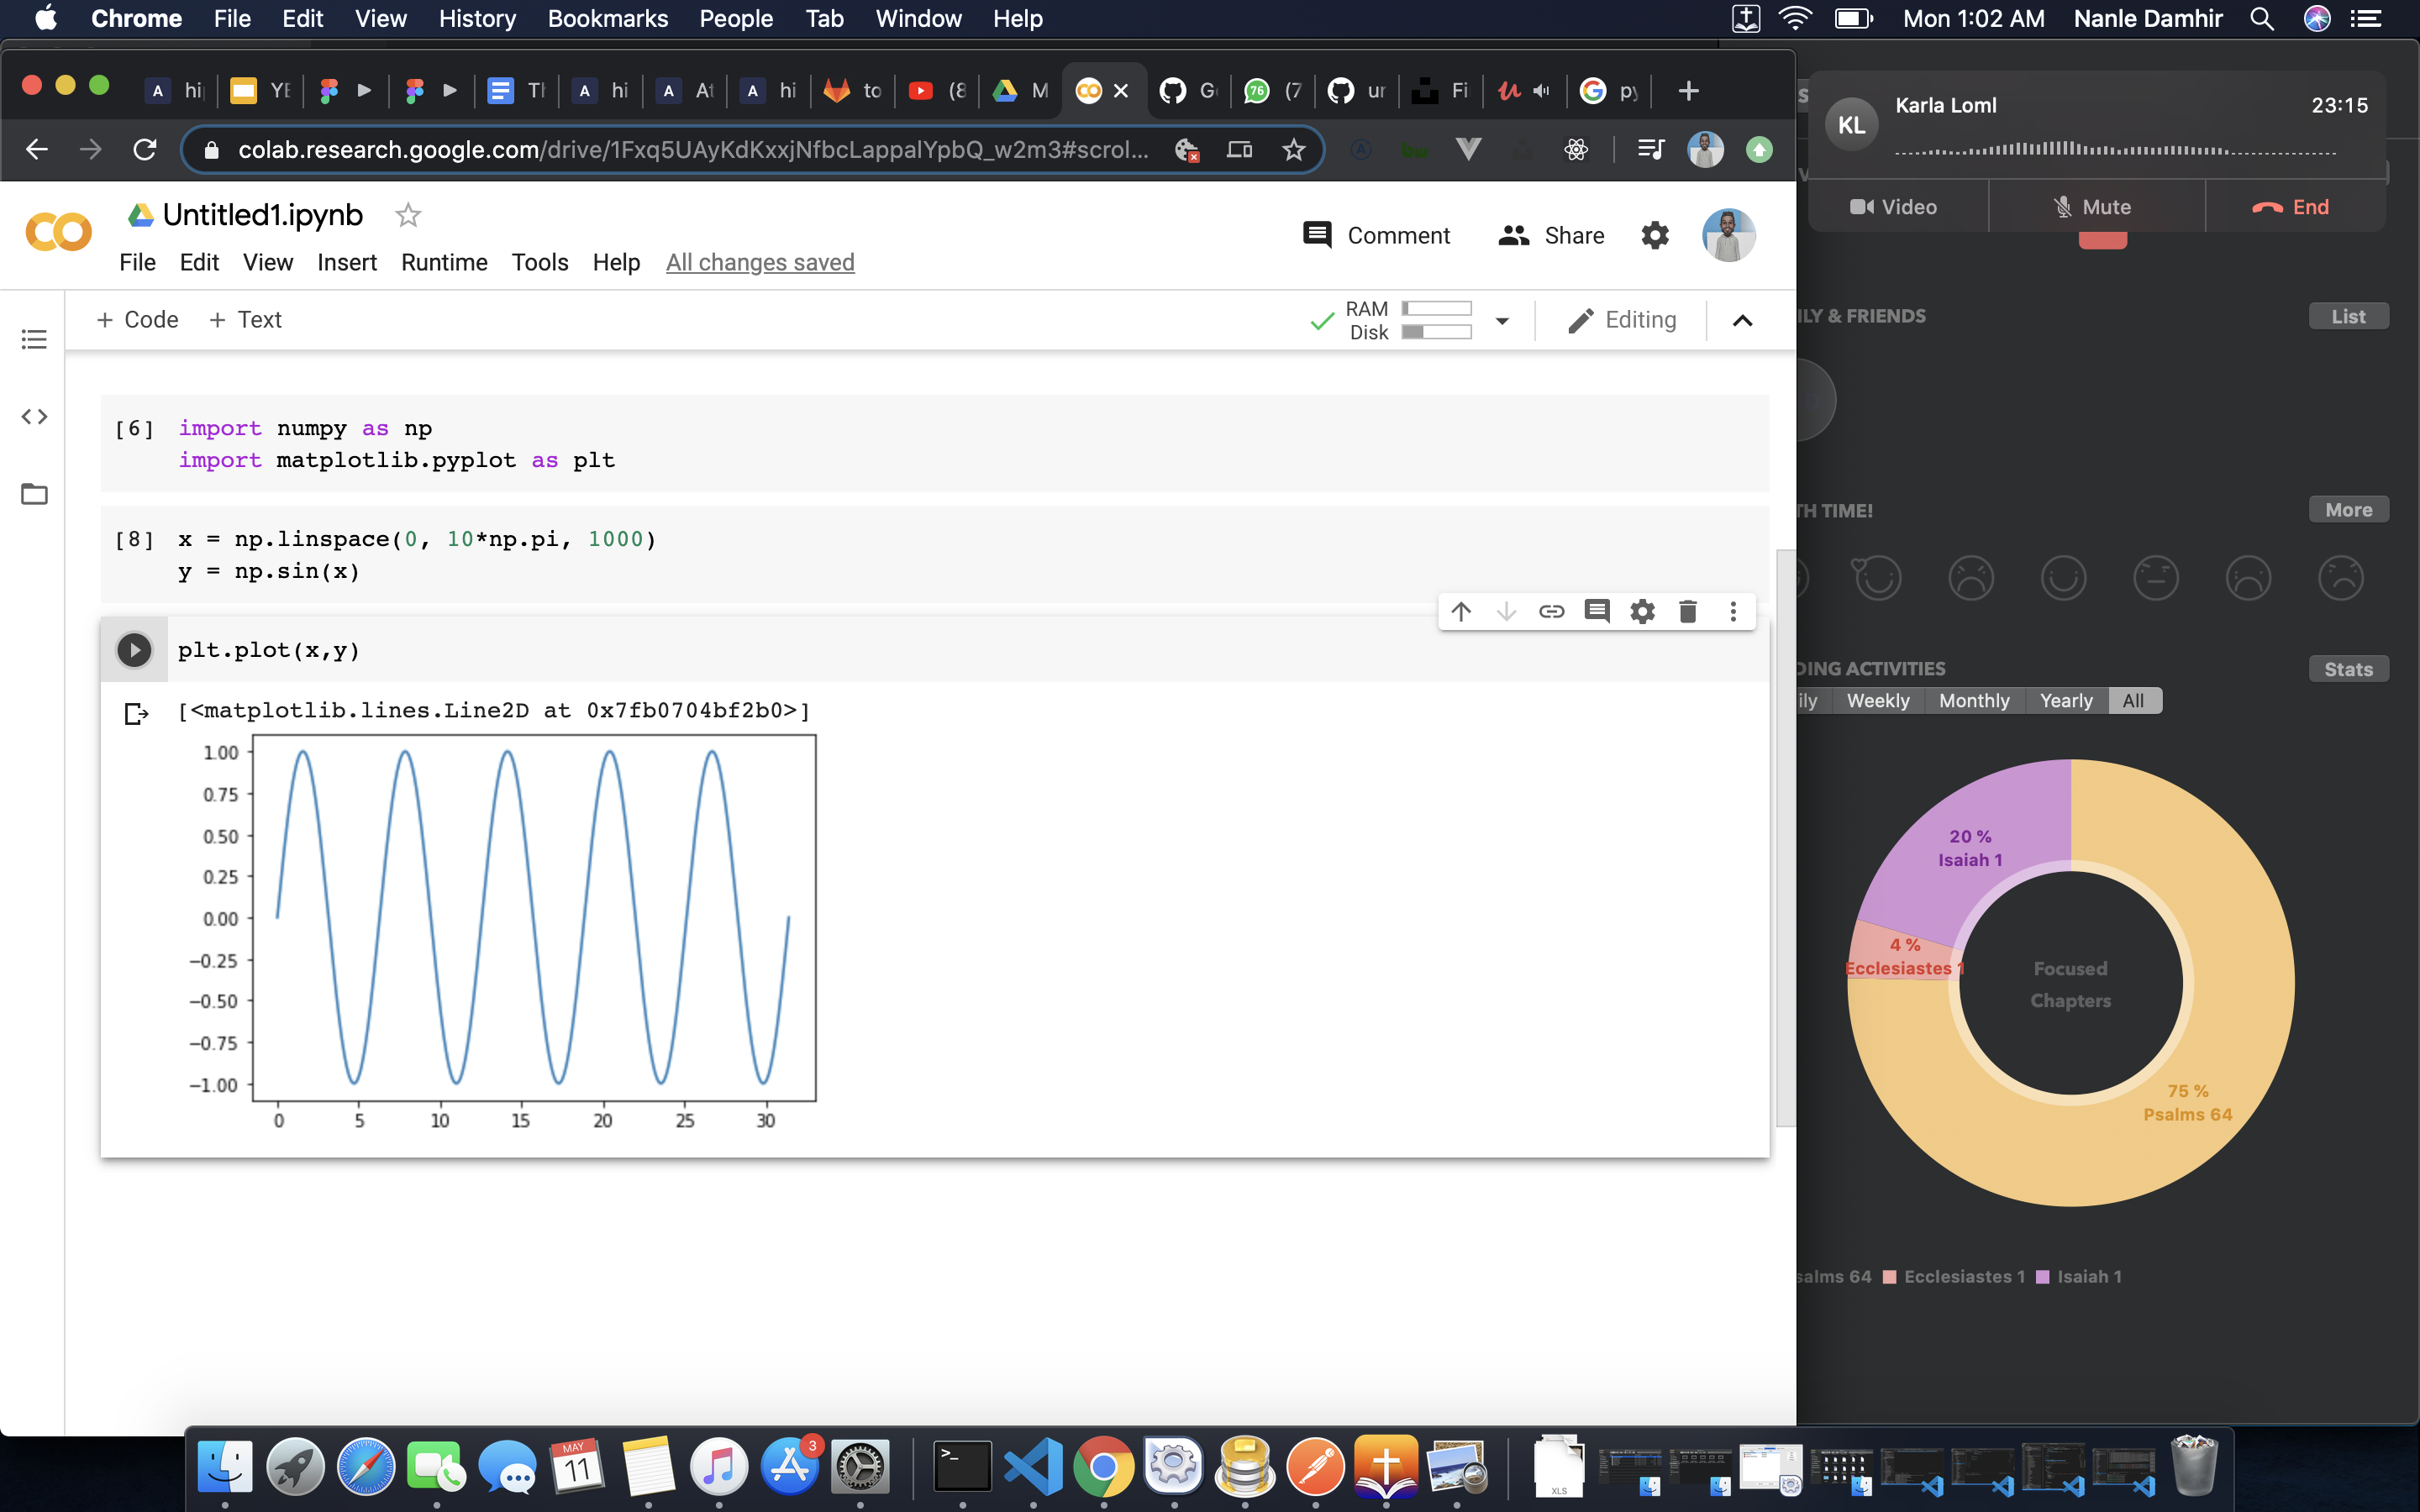 Chrome File Edit View History Bookmarks People Tab Window Help
Mon 1:02 AM Nanle Damhir
hi YE Tl hi At hi to (8 M G 76 (7 ur Fi py
colab.research.google.com/drive/1Fxq5UAyKdKxxjNfbcLappalYpbQ_w2m3#scrol...
Untitled1.ipynb
Comment Share
File Edit View Insert Runtime Tools Help All changes saved
+ Code + Text
RAM
Disk
Editing
[6] import numpy as np
import matplotlib.pyplot as plt
[8] x = np.linspace(0, 10*np.pi, 1000)
y = np.sin(x)
plt.plot(x,y)
[<matplotlib.lines.Line2D at 0x7fb0704bf2b0>]
1.00
0.75
0.50
0.25
0.00
−0.25
−0.50
−0.75
−1.00
0 5 10 15 20 25 30
KL
Karla Loml 23:15
Video Mute End
ILY & FRIENDS List
TH TIME! More
DING ACTIVITIES Stats
ily Weekly Monthly Yearly All
20 %
Isaiah 1
4 %
Ecclesiastes 1
Focused
Chapters
75 %
Psalms 64
salms 64 Ecclesiastes 1 Isaiah 1
MAY
11
3
>_
XLS